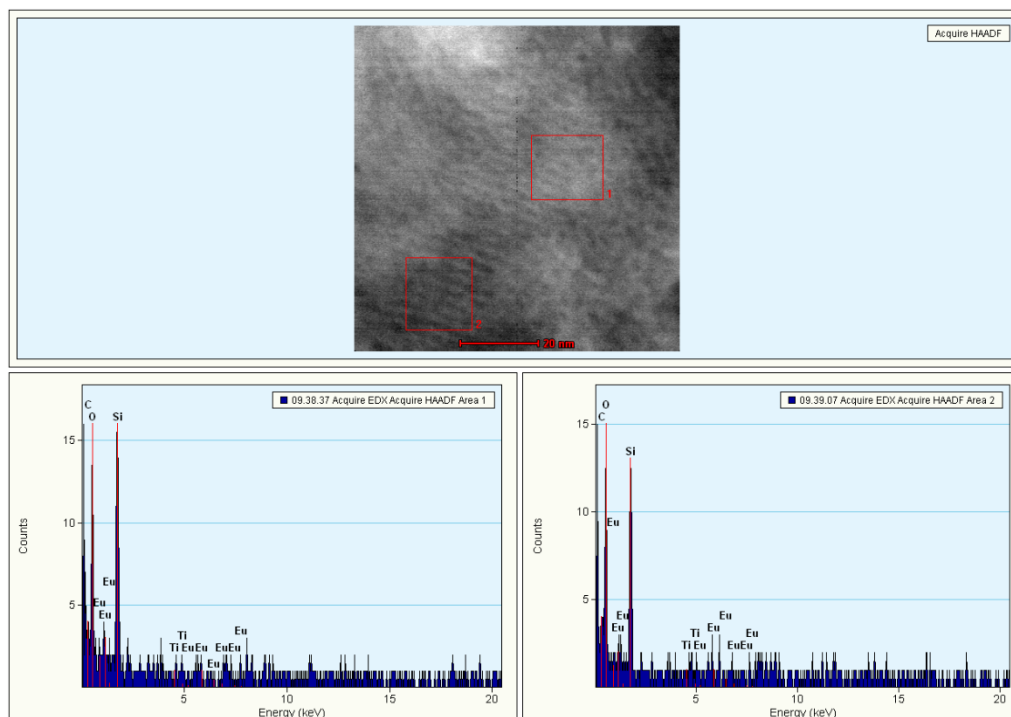 Acquire HAADF
1
2
20 nm
09.38.37 Acquire EDX Acquire HAADF Area 1
C
O Si
15
10
5
Eu
Eu
Eu
Ti
Ti Eu Eu
Eu
Eu Eu
Eu
Counts
5 10 15 20
Energy (keV)
09.39.07 Acquire EDX Acquire HAADF Area 2
O
C
Si
15
10
5
Eu
Eu
Eu
Ti
Ti Eu
Eu
Eu
Eu Eu
Eu
Counts
5 10 15 20
Energy (keV)